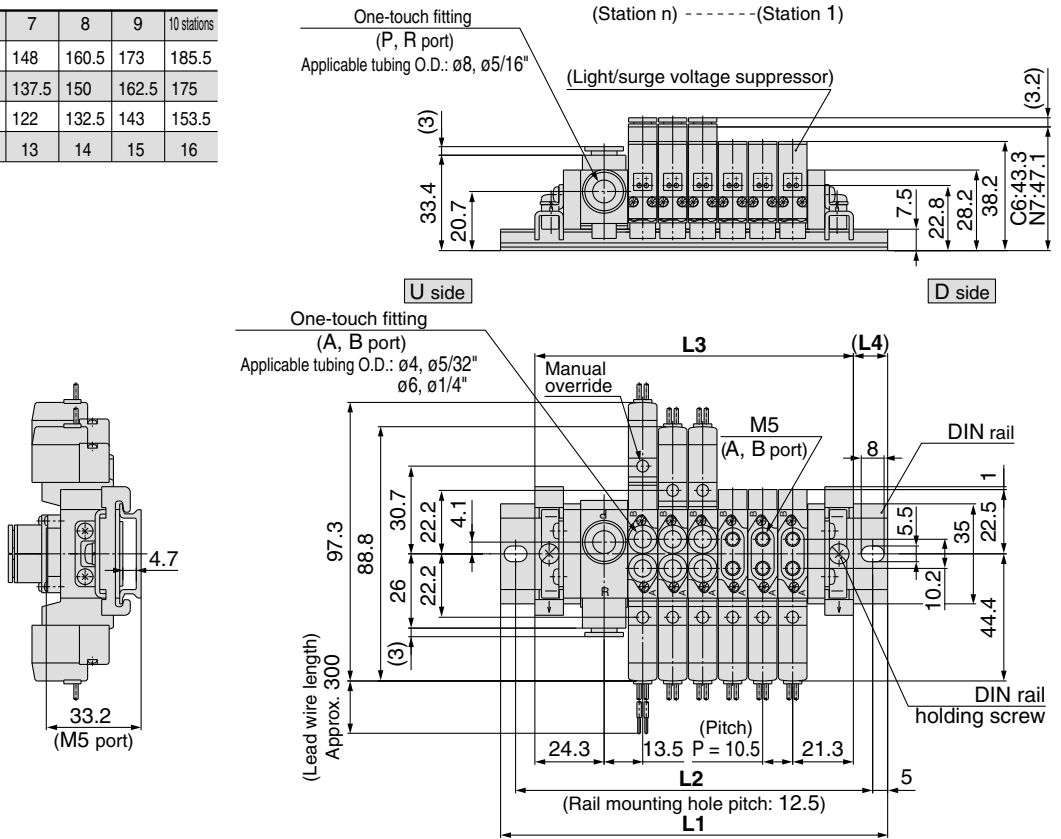 7 8 9 10 stations
148 160.5 173 185.5
137.5 150 162.5 175
122 132.5 143 153.5
13 14 15 16
One-touch fitting
(P, R port)
Applicable tubing O.D.: ø8, ø5/16"
(Station n) -------(Station 1)
(Light/surge voltage suppressor)
(3)
33.4
20.7
(3.2)
7.5
22.8
28.2
38.2
C6:43.3
N7:47.1
U side
D side
One-touch fitting
(A, B port)
Applicable tubing O.D.: ø4, ø5/32"
ø6, ø1/4"
Manual
override
L3
(L4)
M5
(A, B port)
DIN rail
8
1
97.3
88.8
30.7
22.2
4.1
26
22.2
(3)
5.5
35
22.5
10.2
44.4
P
R
B
B
B
B
B
B
A
A
A
A
A
A
(Lead wire length)
Approx. 300
DIN rail
holding screw
4.7
33.2
(M5 port)
24.3
13.5
(Pitch)
P = 10.5
21.3
L2
5
(Rail mounting hole pitch: 12.5)
L1